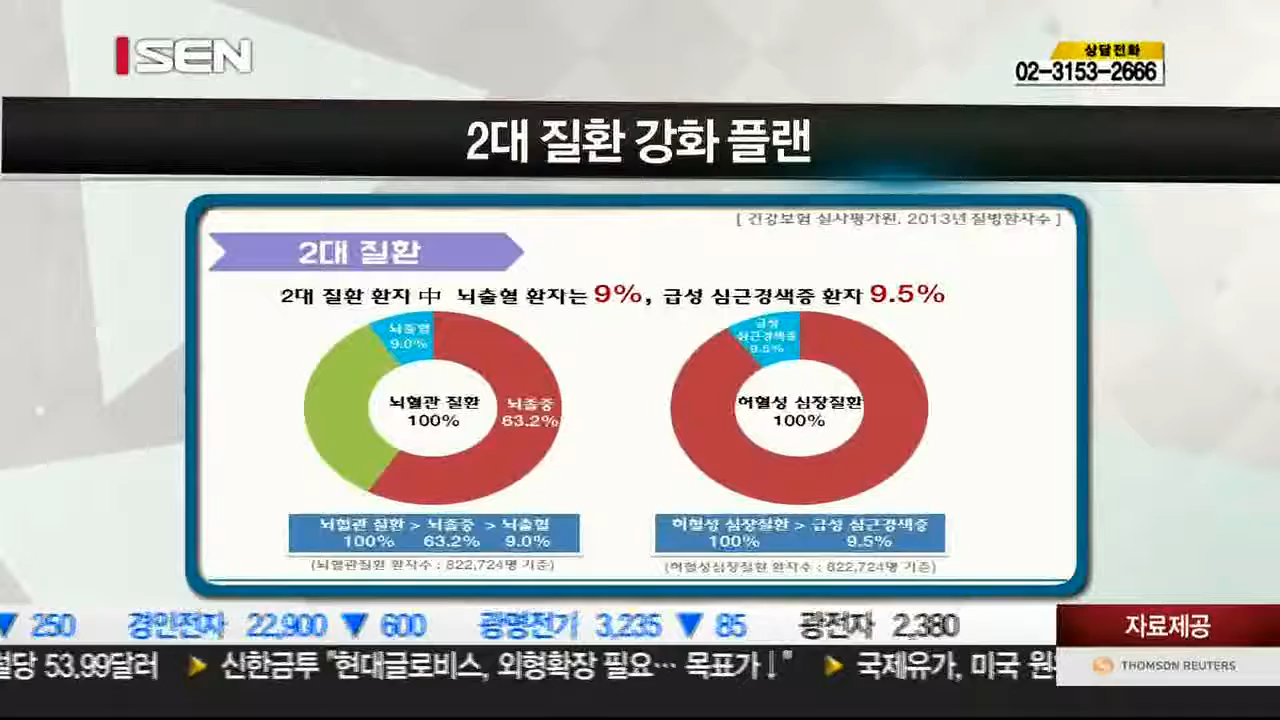 SEN
상담전화
02-3153-2666
2대 질환 강화 플랜
[ 건강보험 심사평가원, 2013년 질병환자수 ]
2대 질환
2대 질환 환자 中 뇌출혈 환자는 9%, 급성 심근경색증 환자 9.5%
뇌출혈
9.0%
뇌혈관 질환
100%
뇌졸중
63.2%
급성
심근경색증
9.5%
허혈성 심장질환
100%
뇌혈관 질환 > 뇌졸중 > 뇌출혈
100% 63.2% 9.0%
(뇌혈관질환 환자수 : 822,724명 기준)
허혈성 심장질환 > 급성 심근경색증
100% 9.5%
(허혈성심장질환 환자수 : 822,724명 기준)
▼ 250 경인전자 22,900 ▼ 600 광명전기 3,235 ▼ 85 광전자 2,380
자료제공
53.99달러 ▶ 신한금투 "현대글로비스, 외형확장 필요… 목표가↓" ▶ 국제유가, 미국
THOMSON REUTERS